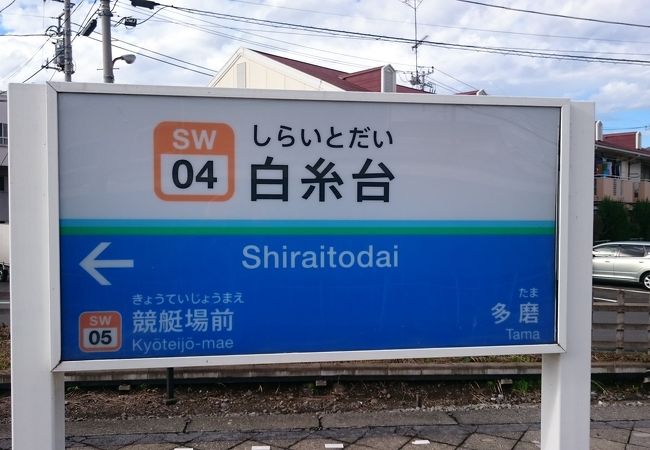 しらいとだい
SW
04
白糸台
Shiraitodai
きょうていじょうまえ
SW
05
競艇場前
Kyōteijō-mae
たま
多磨
Tama